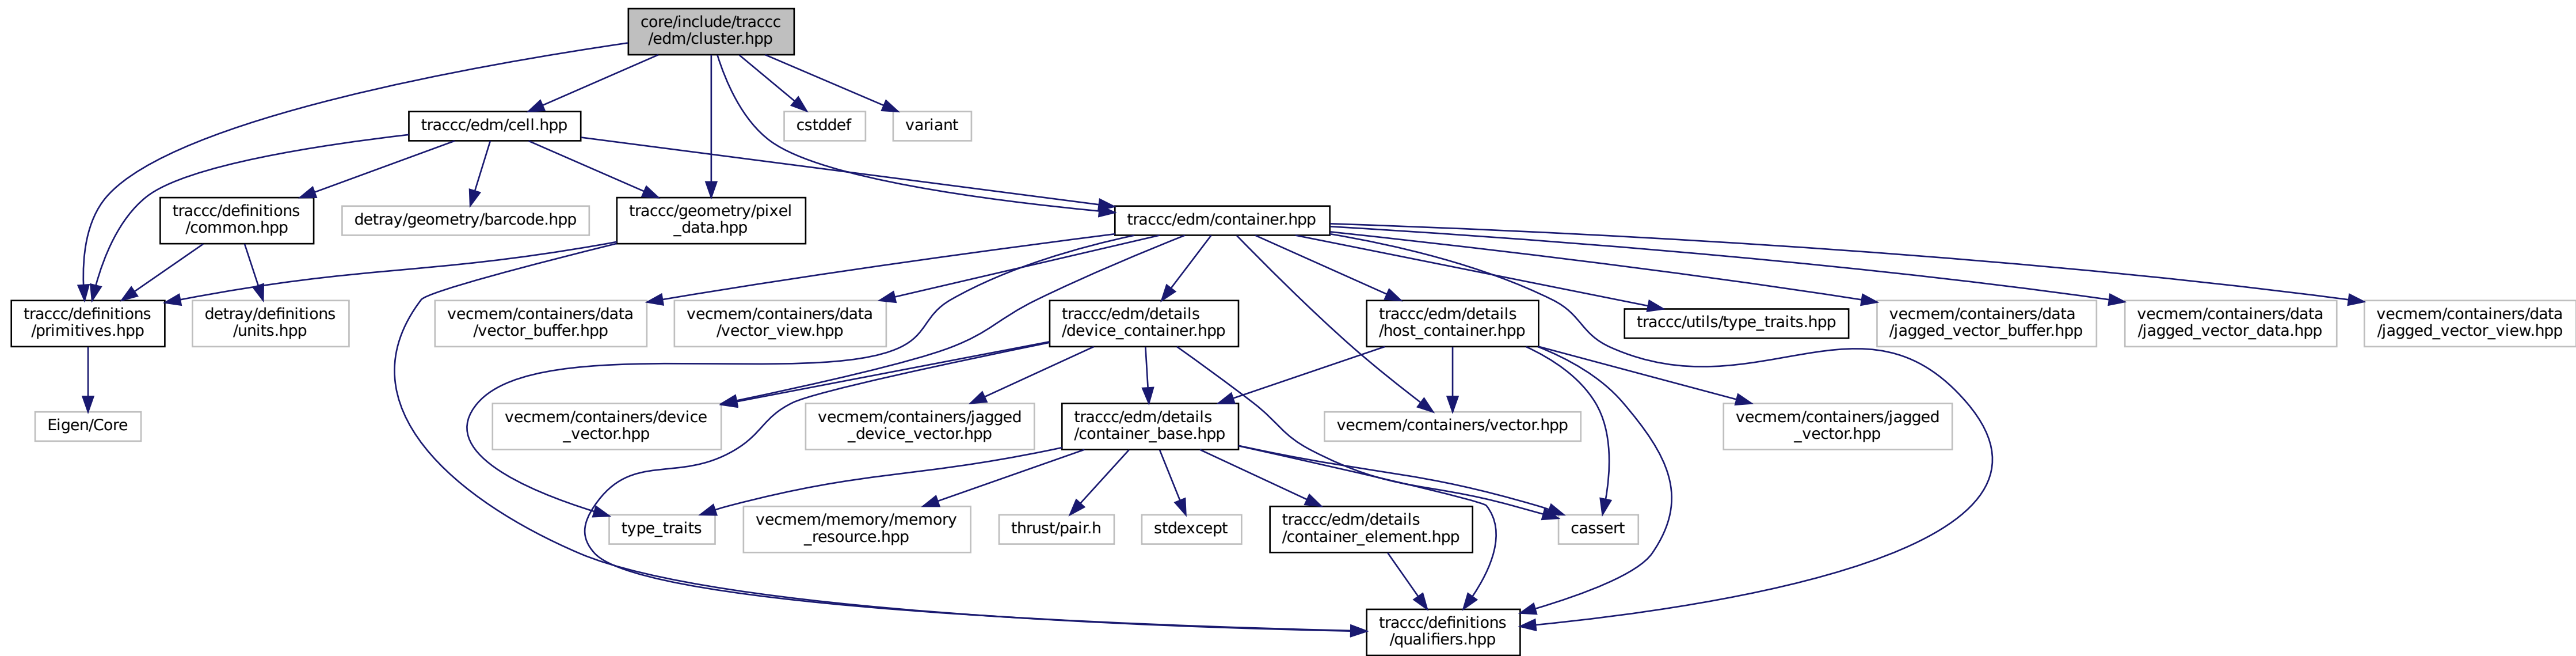 core/include/traccc
/edm/cluster.hpp
traccc/edm/cell.hpp
cstddef
variant
traccc/definitions
/common.hpp
detray/geometry/barcode.hpp
traccc/geometry/pixel
_data.hpp
traccc/edm/container.hpp
traccc/definitions
/primitives.hpp
detray/definitions
/units.hpp
vecmem/containers/data
/vector_buffer.hpp
vecmem/containers/data
/vector_view.hpp
traccc/edm/details
/device_container.hpp
traccc/edm/details
/host_container.hpp
traccc/utils/type_traits.hpp
vecmem/containers/data
/jagged_vector_buffer.hpp
vecmem/containers/data
/jagged_vector_data.hpp
vecmem/containers/data
/jagged_vector_view.hpp
Eigen/Core
vecmem/containers/device
_vector.hpp
vecmem/containers/jagged
_device_vector.hpp
traccc/edm/details
/container_base.hpp
vecmem/containers/vector.hpp
vecmem/containers/jagged
_vector.hpp
type_traits
vecmem/memory/memory
_resource.hpp
thrust/pair.h
stdexcept
traccc/edm/details
/container_element.hpp
cassert
traccc/definitions
/qualifiers.hpp